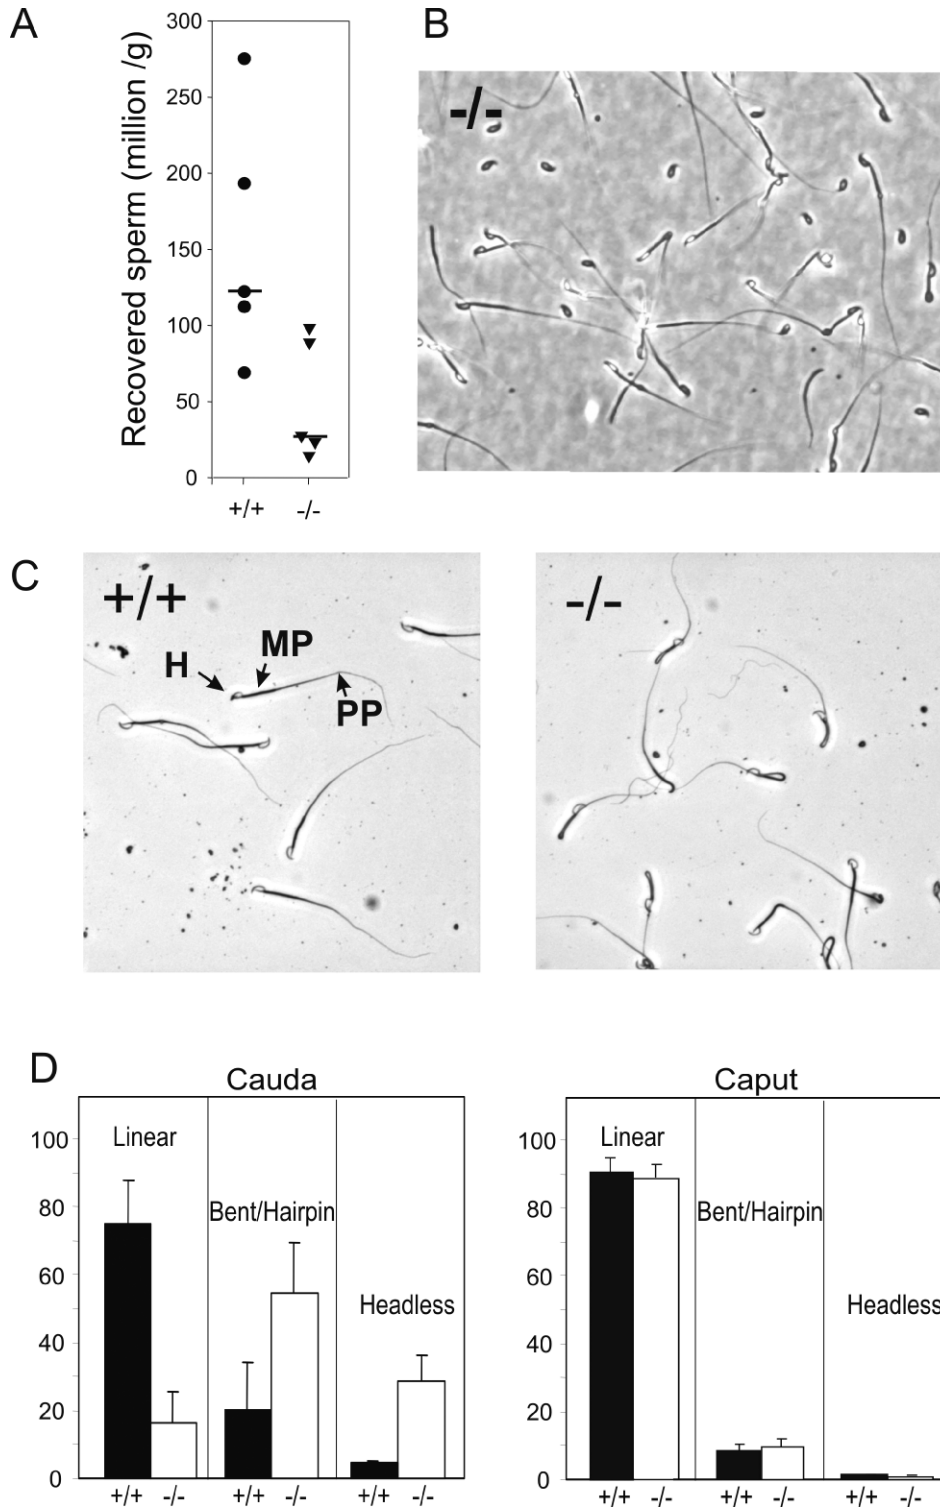 A
Recovered sperm (million /g)
300
250
200
150
100
50
0
+/+ -/-
B
-/-
C
+/+
H
MP
PP
-/-
D
Cauda
100
80
60
40
20
0
Linear
Bent/Hairpin
Headless
+/+ -/- +/+ -/- +/+ -/-
Caput
100
80
60
40
20
0
Linear
Bent/Hairpin
Headless
+/+ -/- +/+ -/- +/+ -/-